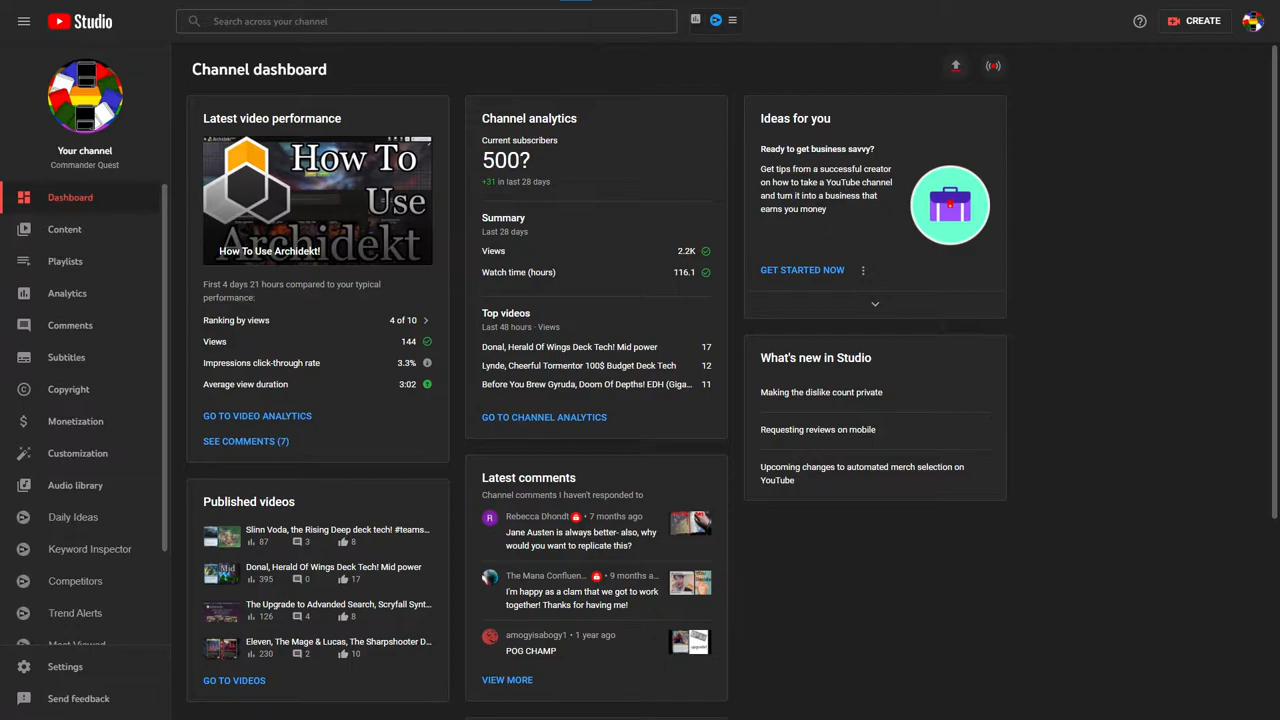 Studio
Search across your channel
CREATE
Your channel
Commander Quest
Dashboard
Content
Playlists
Analytics
Comments
Subtitles
Copyright
Monetization
Customization
Audio library
Daily Ideas
Keyword Inspector
Competitors
Trend Alerts
Most Viewed
Settings
Send feedback
Channel dashboard
Latest video performance
How To
Use
Archidekt
How To Use Archidekt!
First 4 days 21 hours compared to your typical
performance:
Ranking by views 4 of 10
Views 144
Impressions click-through rate 3.3%
Average view duration 3:02
GO TO VIDEO ANALYTICS
SEE COMMENTS (7)
Published videos
Slinn Voda, the Rising Deep deck tech! #teams...
87 3 8
Donal, Herald Of Wings Deck Tech! Mid power
395 0 17
The Upgrade to Advanced Search, Scryfall Synt...
126 4 8
Eleven, The Mage & Lucas, The Sharpshooter D...
230 2 10
GO TO VIDEOS
Channel analytics
Current subscribers
500?
+31 in last 28 days
Summary
Last 28 days
Views 2.2K
Watch time (hours) 116.1
Top videos
Last 48 hours · Views
Donal, Herald Of Wings Deck Tech! Mid power 17
Lynde, Cheerful Tormentor 100$ Budget Deck Tech 12
Before You Brew Gyruda, Doom Of Depths! EDH (Giga... 11
GO TO CHANNEL ANALYTICS
Latest comments
Channel comments I haven't responded to
R
Rebecca Dhondt • 7 months ago
Jane Austen is always better- also, why
would you want to replicate this?
The Mana Confluen... • 9 months a...
I'm happy as a clam that we got to work
together! Thanks for having me!
amogyisabogy1 • 1 year ago
POG CHAMP
VIEW MORE
Ideas for you
Ready to get business savvy?
Get tips from a successful creator
on how to take a YouTube channel
and turn it into a business that
earns you money
GET STARTED NOW
What's new in Studio
Making the dislike count private
Requesting reviews on mobile
Upcoming changes to automated merch selection on
YouTube